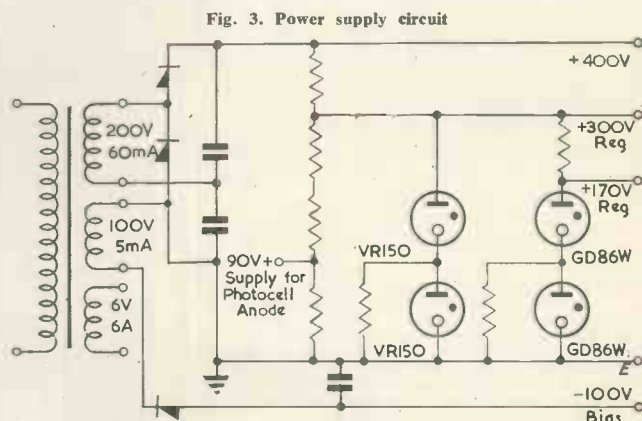 Fig. 3. Power supply circuit
+400V
200V
60mA
+300V
Reg
+170V
Reg
100V
5mA
90V+
Supply for
Photocell
Anode
VR150
GD86W
6V
6A
VR150
GD86W
E
-100V
Bias